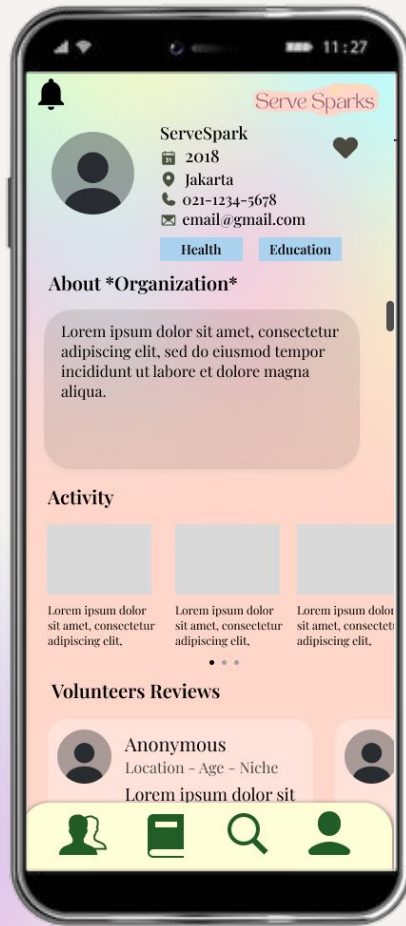 11:27
Serve Sparks
ServeSpark
31
2018
Jakarta
021-1234-5678
email@gmail.com
Health
Education
About *Organization*
Lorem ipsum dolor sit amet, consectetur
adipiscing elit, sed do eiusmod tempor
incididunt ut labore et dolore magna
aliqua.
Activity
Lorem ipsum dolor
sit amet, consectetur
adipiscing elit,
Lorem ipsum dolor
sit amet, consectetur
adipiscing elit,
Lorem ipsum dolor
sit amet, consectetu
adipiscing elit,
Volunteers Reviews
Anonymous
Location - Age - Niche
Lorem ipsum dolor sit